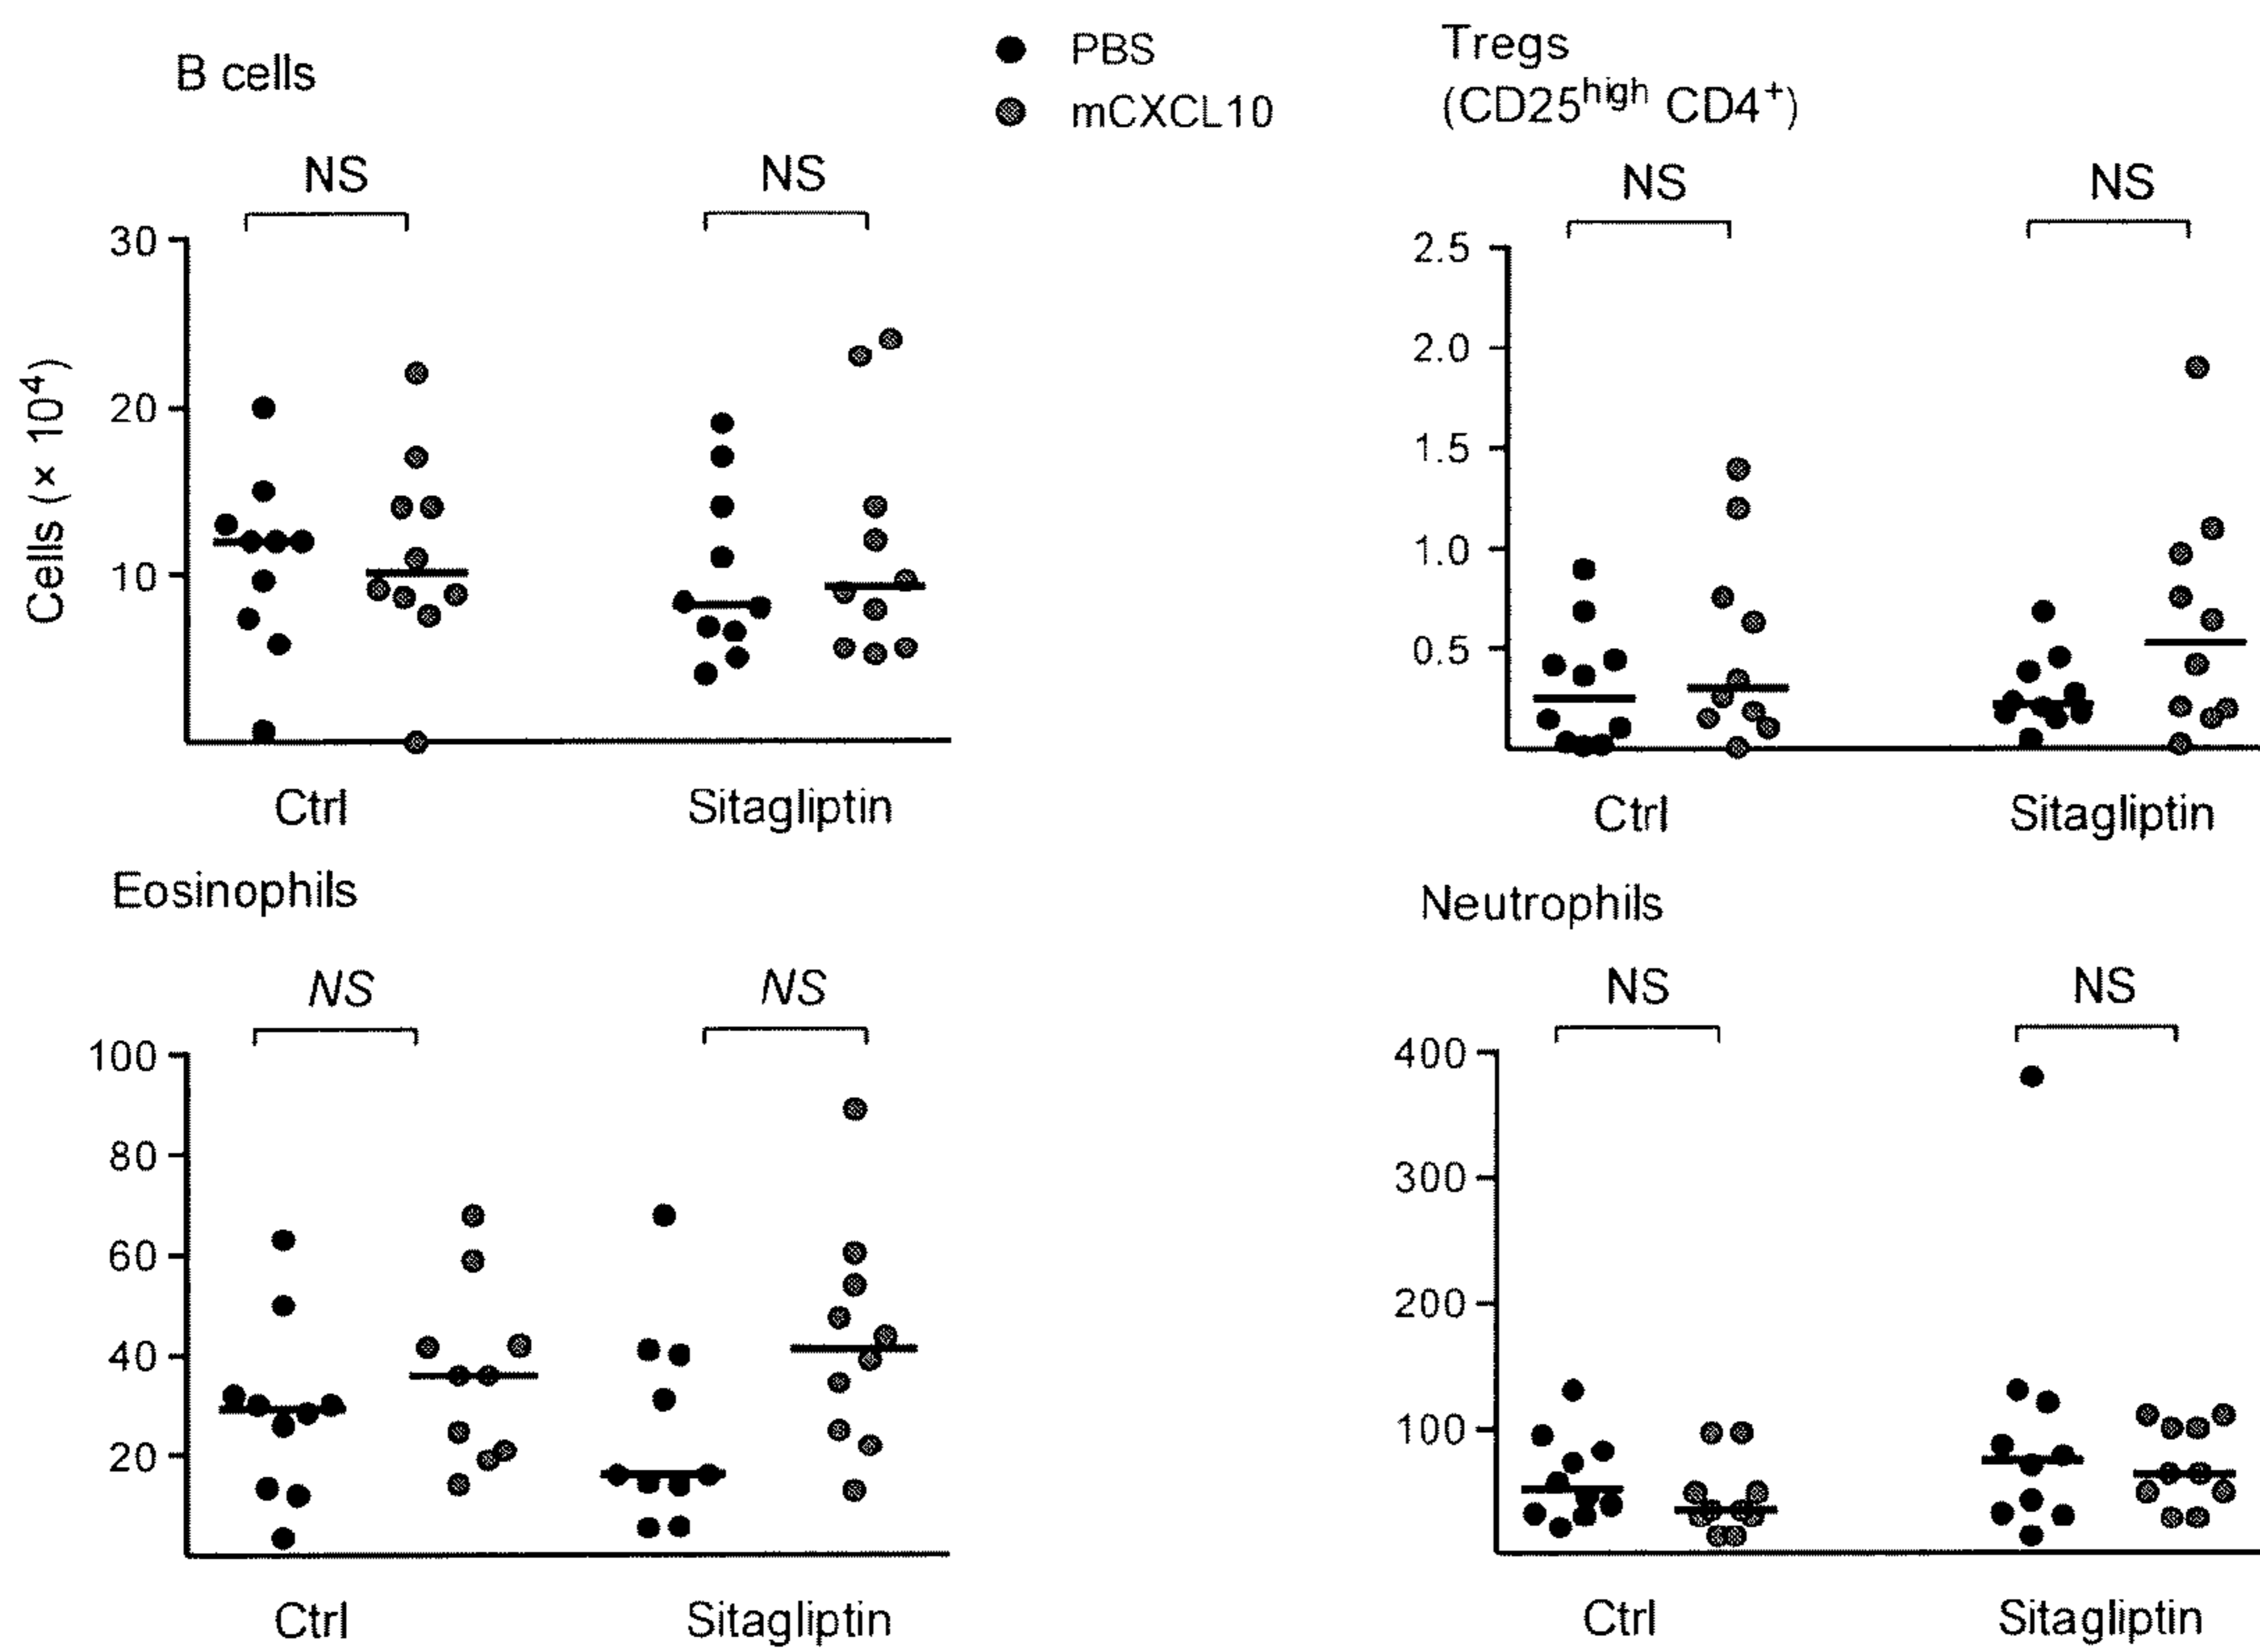 B cells
PBS
mCXCL10
NS
NS
30
20
10
Cells (× 10⁴)
Ctrl
Sitagliptin
Tregs
(CD25ʰⁱᵍʰ CD4⁺)
NS
NS
2.5
2.0
1.5
1.0
0.5
Ctrl
Sitagliptin
Eosinophils
NS
NS
100
80
60
40
20
Ctrl
Sitagliptin
Neutrophils
NS
NS
400
300
200
100
Ctrl
Sitagliptin